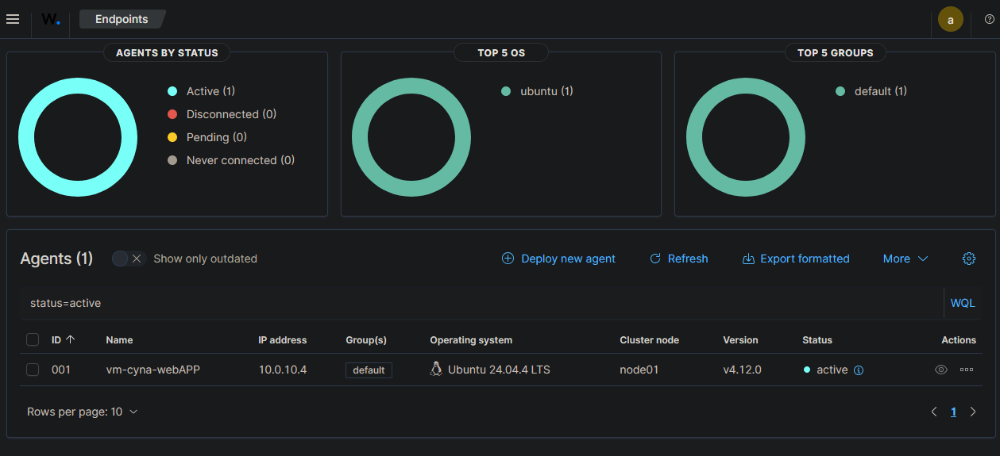 W. Endpoints a
AGENTS BY STATUS TOP 5 OS TOP 5 GROUPS
Active (1) ubuntu (1) default (1)
Disconnected (0)
Pending (0)
Never connected (0)
Agents (1) Show only outdated Deploy new agent Refresh Export formatted More
status=active WQL
ID Name IP address Group(s) Operating system Cluster node Version Status Actions
001 vm-cyna-webAPP 10.0.10.4 default Ubuntu 24.04.4 LTS node01 v4.12.0 active
Rows per page: 10 1